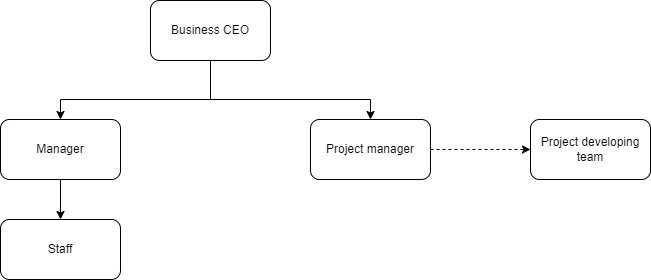 Business CEO
Manager
Project manager
Project developing
team
Staff